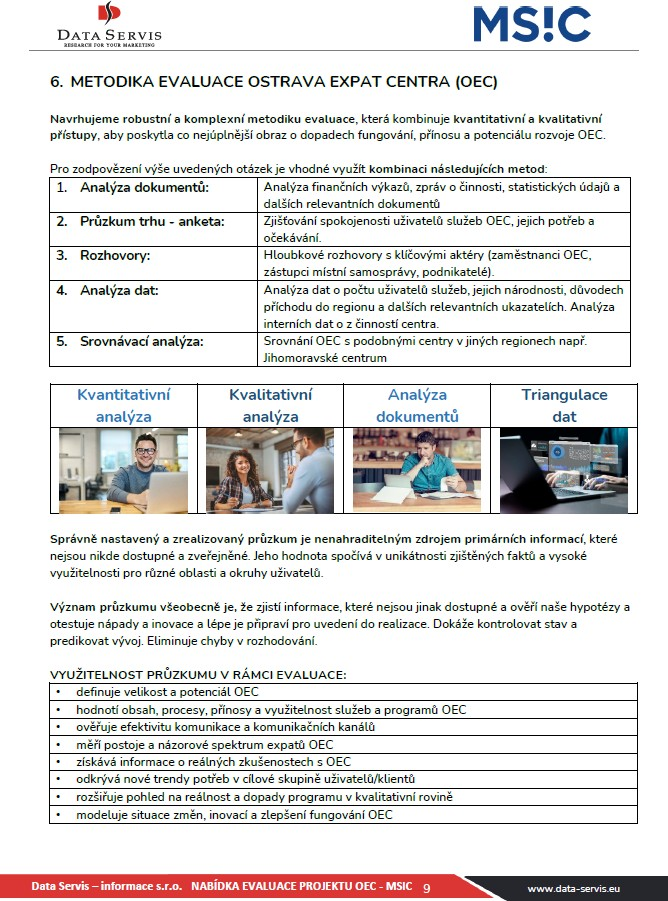 DATA SERVIS
RESEARCH FOR YOUR MARKETING
MS!C
6. METODIKA EVALUACE OSTRAVA EXPAT CENTRA (OEC)
Navrhujeme robustní a komplexní metodiku evaluace, která kombinuje kvantitativní a kvalitativní
přístupy, aby poskytla co nejúplnější obraz o dopadech fungování, přínosu a potenciálu rozvoje OEC.
Pro zodpovězení výše uvedených otázek je vhodné využít kombinaci následujících metod:
1. Analýza dokumentů:
Analýza finančních výkazů, zpráv o činnosti, statistických údajů a
dalších relevantních dokumentů
2. Průzkum trhu - anketa:
Zjišťování spokojenosti uživatelů služeb OEC, jejich potřeb a
očekávání.
3. Rozhovory:
Hloubkové rozhovory s klíčovými aktéry (zaměstnanci OEC,
zástupci místní samosprávy, podnikatelé).
4. Analýza dat:
Analýza dat o počtu uživatelů služeb, jejich národnosti, důvodech
příchodu do regionu a dalších relevantních ukazatelích. Analýza
interních dat o z činností centra.
5. Srovnávací analýza:
Srovnání OEC s podobnými centry v jiných regionech např.
Jihomoravské centrum
Kvantitativní
analýza
Kvalitativní
analýza
Analýza
dokumentů
Triangulace
dat
Správně nastavený a zrealizovaný průzkum je nenahraditelným zdrojem primárních informací, které
nejsou nikde dostupné a zveřejněné. Jeho hodnota spočívá v unikátnosti zjištěných faktů a vysoké
využitelnosti pro různé oblasti a okruhy uživatelů.
Význam průzkumu všeobecně je, že zjistí informace, které nejsou jinak dostupné a ověří naše hypotézy a
otestuje nápady a inovace a lépe je připraví pro uvedení do realizace. Dokáže kontrolovat stav a
predikovat vývoj. Eliminuje chyby v rozhodování.
VYUŽITELNOST PRŮZKUMU V RÁMCI EVALUACE:
• definuje velikost a potenciál OEC
• hodnotí obsah, procesy, přínosy a využitelnost služeb a programů OEC
• ověřuje efektivitu komunikace a komunikačních kanálů
• měří postoje a názorové spektrum expatů OEC
• získává informace o reálných zkušenostech s OEC
• odkrývá nové trendy potřeb v cílové skupině uživatelů/klientů
• rozšiřuje pohled na reálnost a dopady programu v kvalitativní rovině
• modeluje situace změn, inovací a zlepšení fungování OEC
Data Servis – informace s.r.o. NABÍDKA EVALUACE PROJEKTU OEC - MSIC 9
www.data-servis.eu